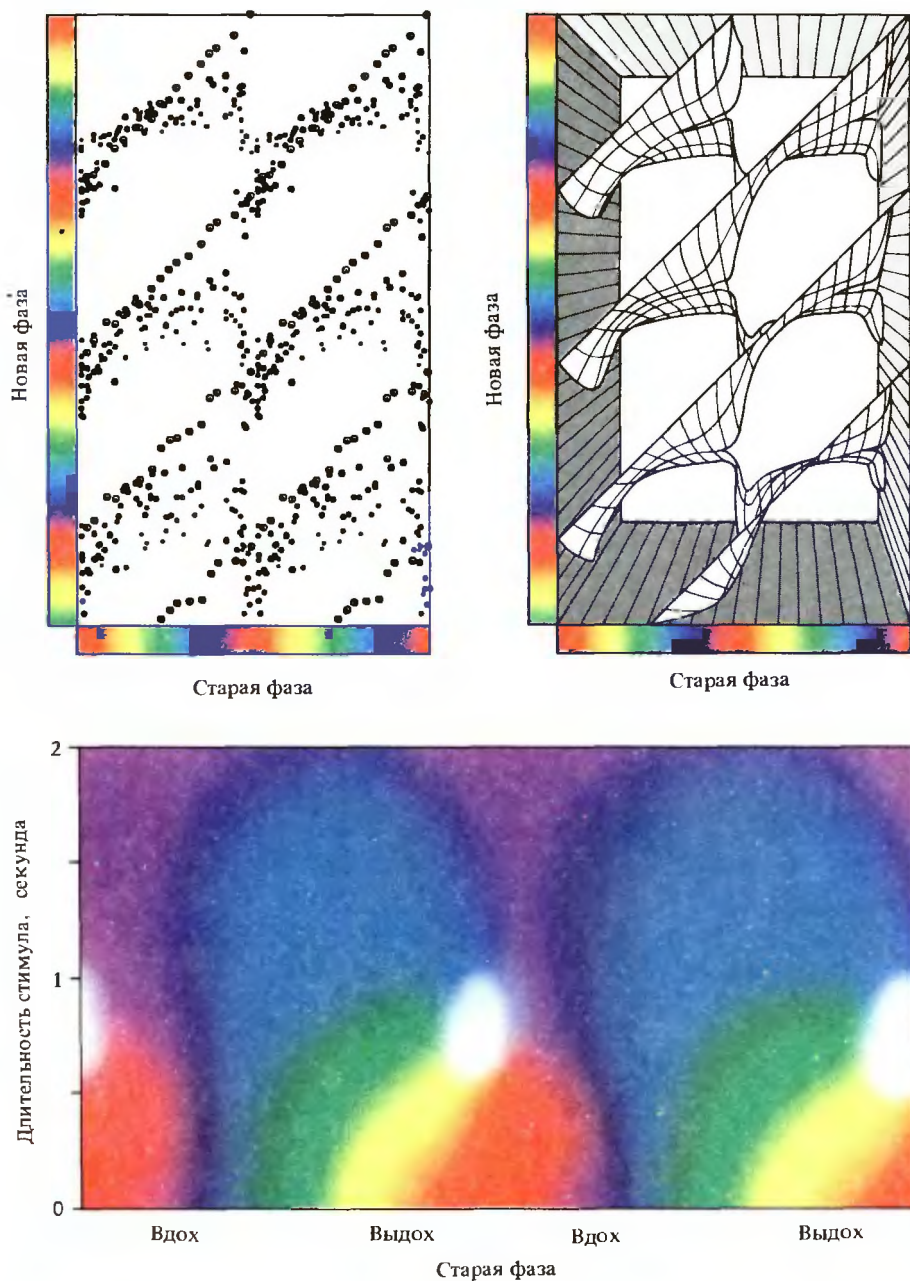 Новая фаза
Старая фаза
Новая фаза
Старая фаза
Длительность стимула, секунда
2
1
0
Вдох
Выдох
Вдох
Выдох
Старая фаза